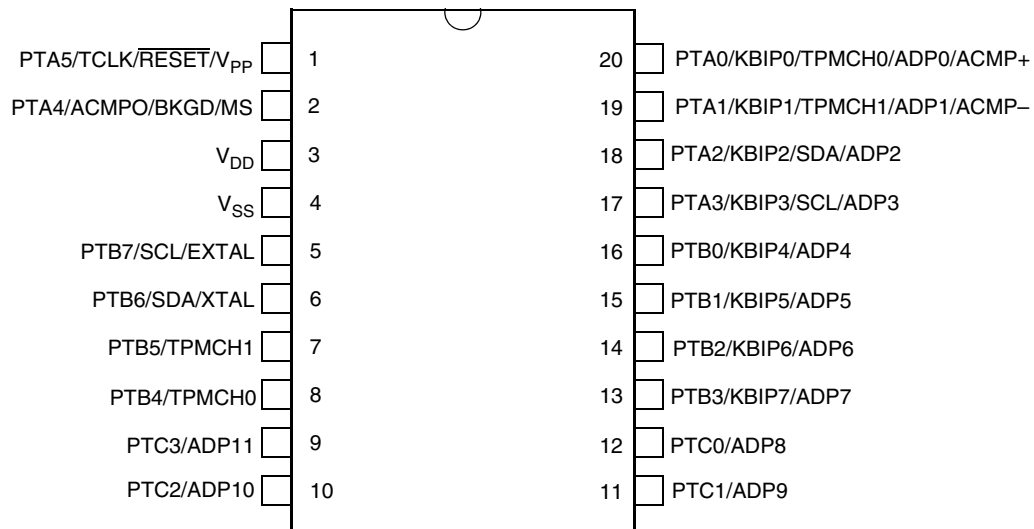 PTA5/TCLK/RESET/VPP 1 20 PTA0/KBIP0/TPMCH0/ADP0/ACMP+
PTA4/ACMPO/BKGD/MS 2 19 PTA1/KBIP1/TPMCH1/ADP1/ACMP–
VDD 3 18 PTA2/KBIP2/SDA/ADP2
VSS 4 17 PTA3/KBIP3/SCL/ADP3
PTB7/SCL/EXTAL 5 16 PTB0/KBIP4/ADP4
PTB6/SDA/XTAL 6 15 PTB1/KBIP5/ADP5
PTB5/TPMCH1 7 14 PTB2/KBIP6/ADP6
PTB4/TPMCH0 8 13 PTB3/KBIP7/ADP7
PTC3/ADP11 9 12 PTC0/ADP8
PTC2/ADP10 10 11 PTC1/ADP9